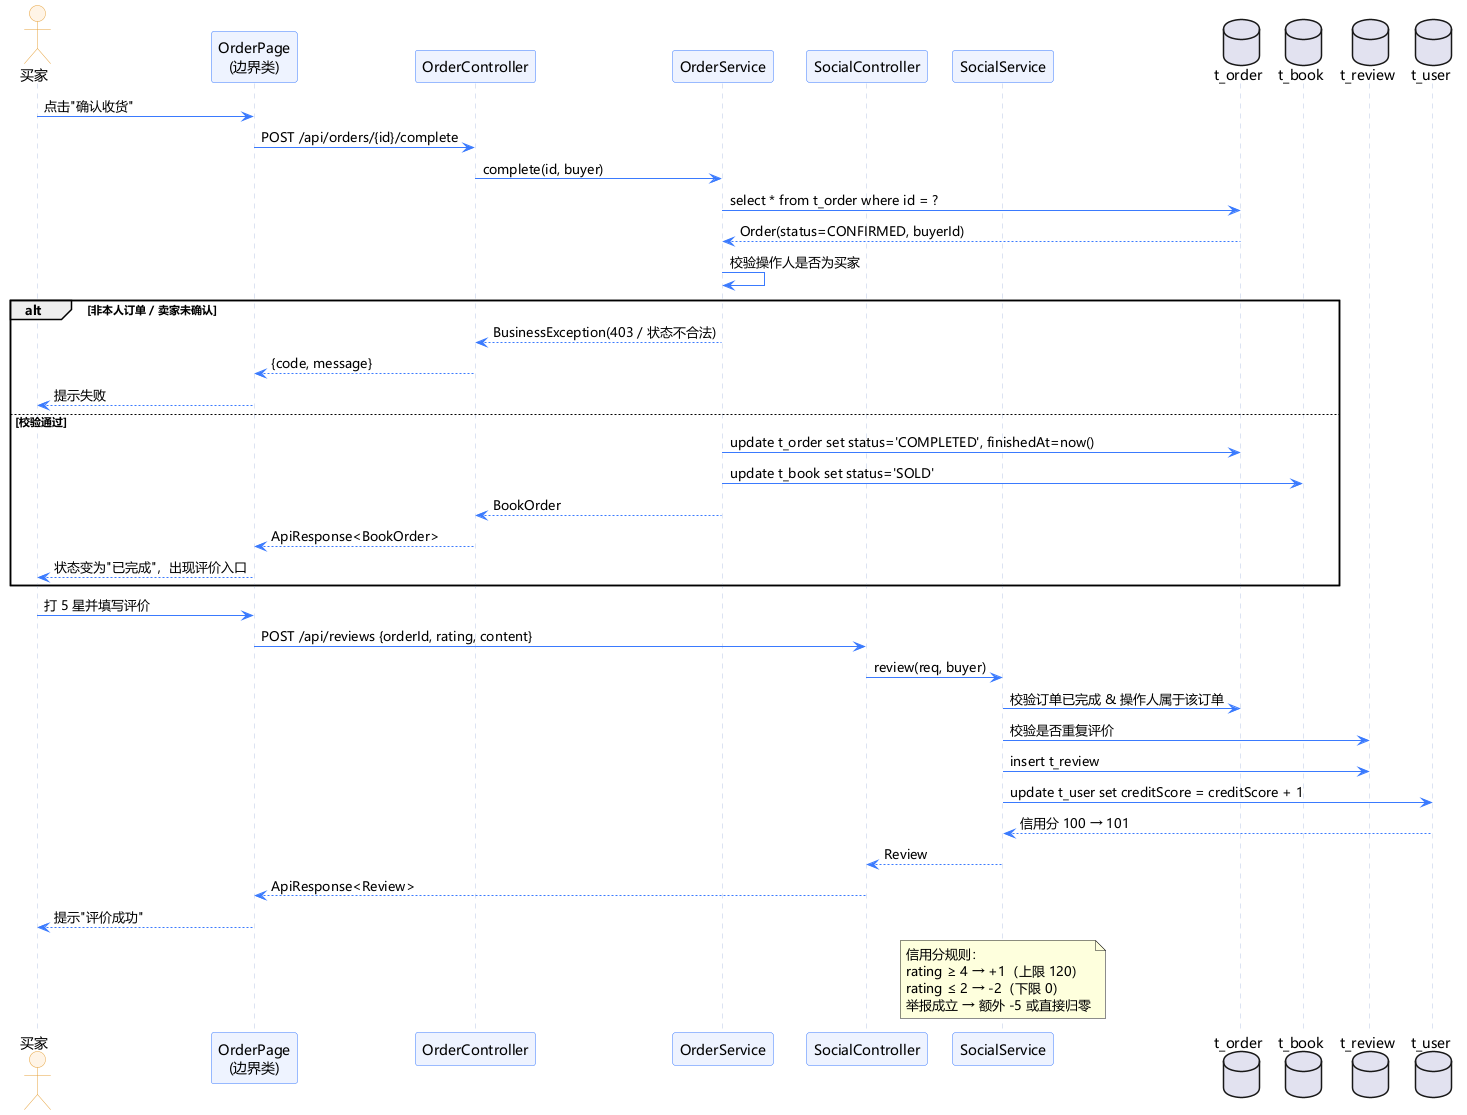 买家
OrderPage
(边界类)
OrderController
OrderService
SocialController
SocialService
t_order
t_book
t_review
t_user
点击"确认收货"
POST /api/orders/{id}/complete
complete(id, buyer)
select * from t_order where id = ?
Order(status=CONFIRMED, buyerId)
校验操作人是否为买家
alt
[非本人订单 / 卖家未确认]
BusinessException(403 / 状态不合法)
{code, message}
提示失败
[校验通过]
update t_order set status='COMPLETED', finishedAt=now()
update t_book set status='SOLD'
BookOrder
ApiResponse<BookOrder>
状态变为"已完成"，出现评价入口
打 5 星并填写评价
POST /api/reviews {orderId, rating, content}
review(req, buyer)
校验订单已完成 & 操作人属于该订单
校验是否重复评价
insert t_review
update t_user set creditScore = creditScore + 1
信用分 100 → 101
Review
ApiResponse<Review>
提示"评价成功"
信用分规则：
rating ≥ 4 → +1（上限 120）
rating ≤ 2 → -2（下限 0）
举报成立 → 额外 -5 或直接归零
买家
OrderPage
(边界类)
OrderController
OrderService
SocialController
SocialService
t_order
t_book
t_review
t_user